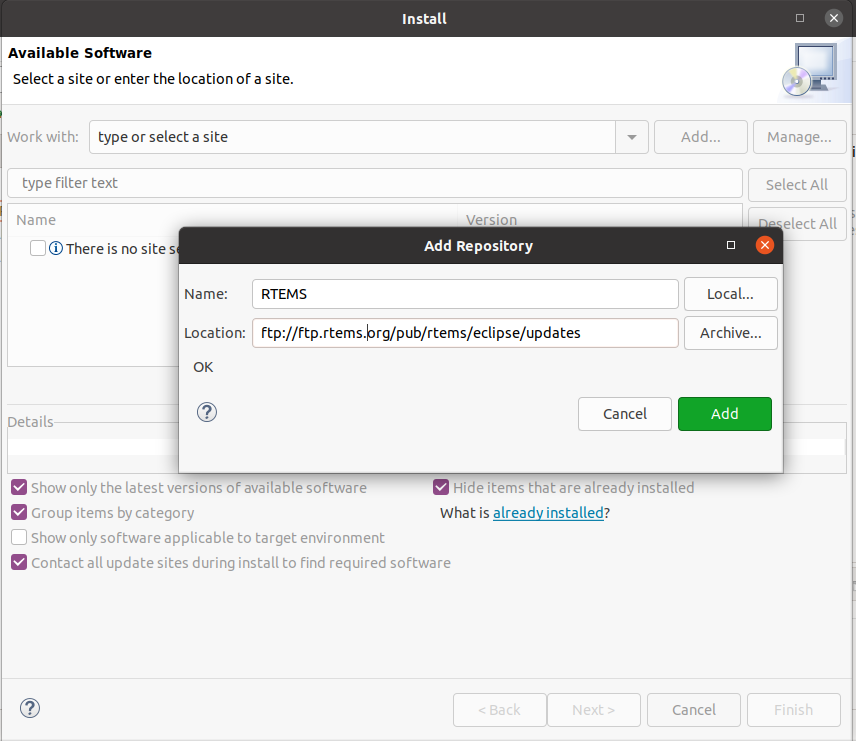 Install
Available Software
Select a site or enter the location of a site.
Work with: type or select a site Add... Manage...
type filter text Select All
Name Version Deselect All
There is no site
Add Repository
Name: RTEMS Local...
Location: ftp://ftp.rtems.org/pub/rtems/eclipse/updates Archive...
OK
Cancel Add
Details
Show only the latest versions of available software Hide items that are already installed
Group items by category What is already installed?
Show only software applicable to target environment
Contact all update sites during install to find required software
< Back Next > Cancel Finish